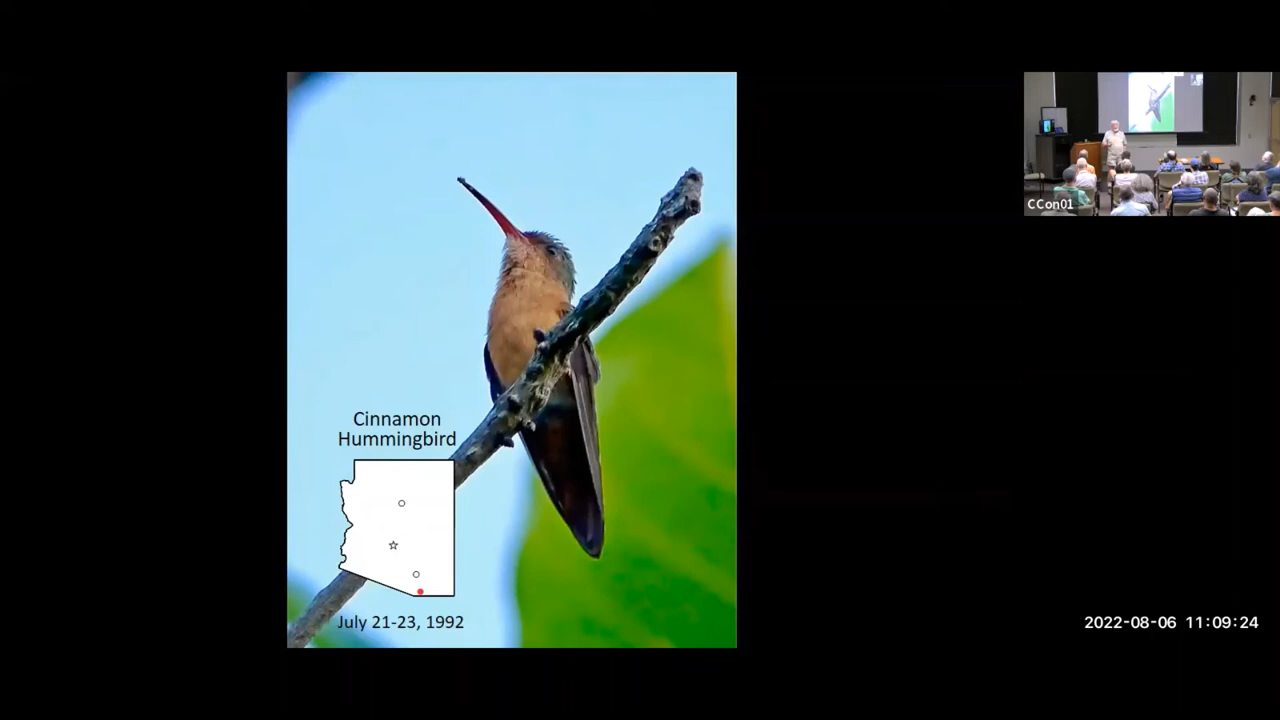 CCon01
Cinnamon
Hummingbird
July 21-23, 1992
2022-08-06 11:09:24